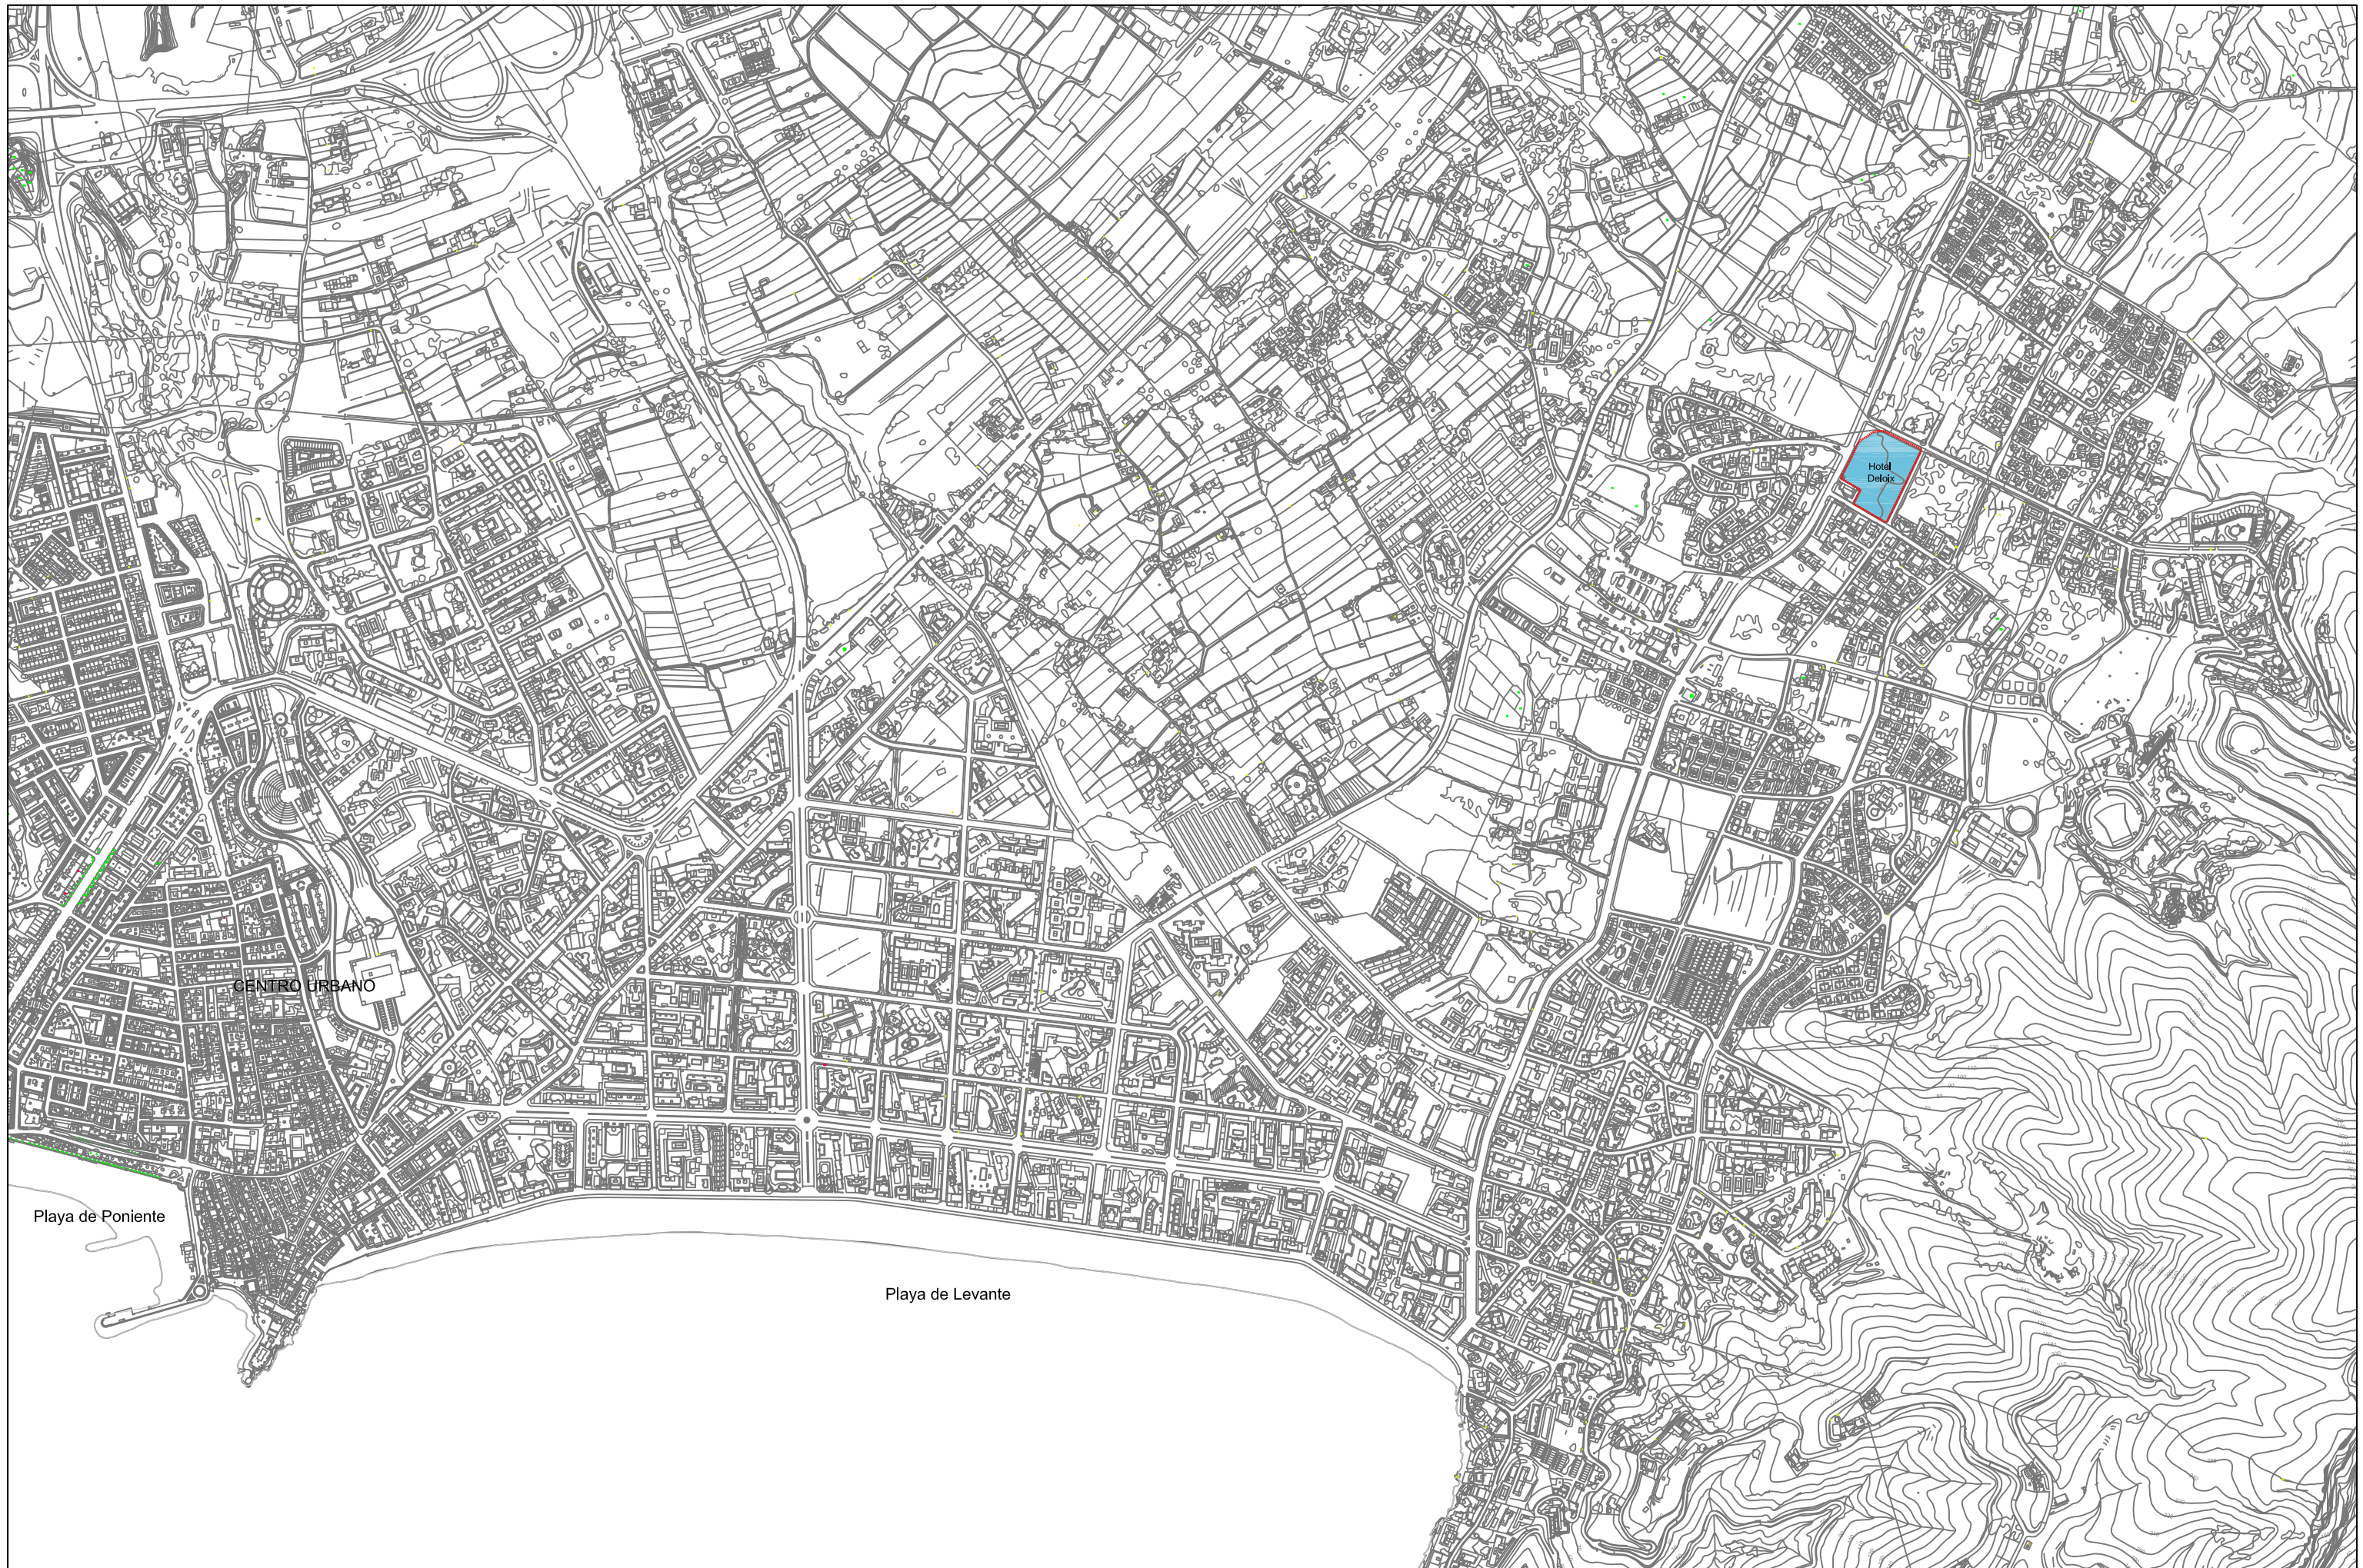 Hotel
Deloix
CENTRO URBANO
Playa de Poniente
Playa de Levante